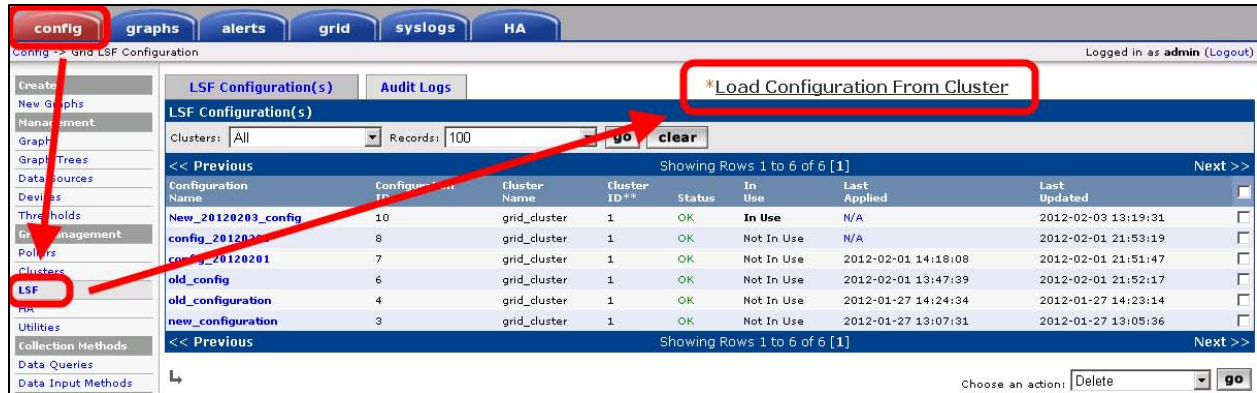 config graphs alerts grid syslogs HA
Config -> Grid LSF Configuration Logged in as admin (Logout)
Create
New Graphs
Management
Graph
Graph Trees
Data Sources
Devices
Thresholds
Grid Management
Pollers
Clusters
LSF
HA
Utilities
Collection Methods
Data Queries
Data Input Methods
LSF Configuration(s) Audit Logs *Load Configuration From Cluster
LSF Configuration(s)
Clusters: All Records: 100 go clear
<< Previous Showing Rows 1 to 6 of 6 [1] Next >>
Configuration Name Configuration ID Cluster Name Cluster ID** Status In Use Last Applied Last Updated
New_20120203_config 10 grid_cluster 1 OK In Use N/A 2012-02-03 13:19:31
8 grid_cluster 1 OK Not In Use N/A 2012-02-01 21:53:19
config_20120201 7 grid_cluster 1 OK Not In Use 2012-02-01 14:18:08 2012-02-01 21:51:47
old_config 6 grid_cluster 1 OK Not In Use 2012-02-01 13:47:39 2012-02-01 21:52:17
old_configuration 4 grid_cluster 1 OK Not In Use 2012-01-27 14:24:34 2012-01-27 14:23:14
new_configuration 3 grid_cluster 1 OK Not In Use 2012-01-27 13:07:31 2012-01-27 13:05:36
<< Previous Showing Rows 1 to 6 of 6 [1] Next >>
Choose an action: Delete go